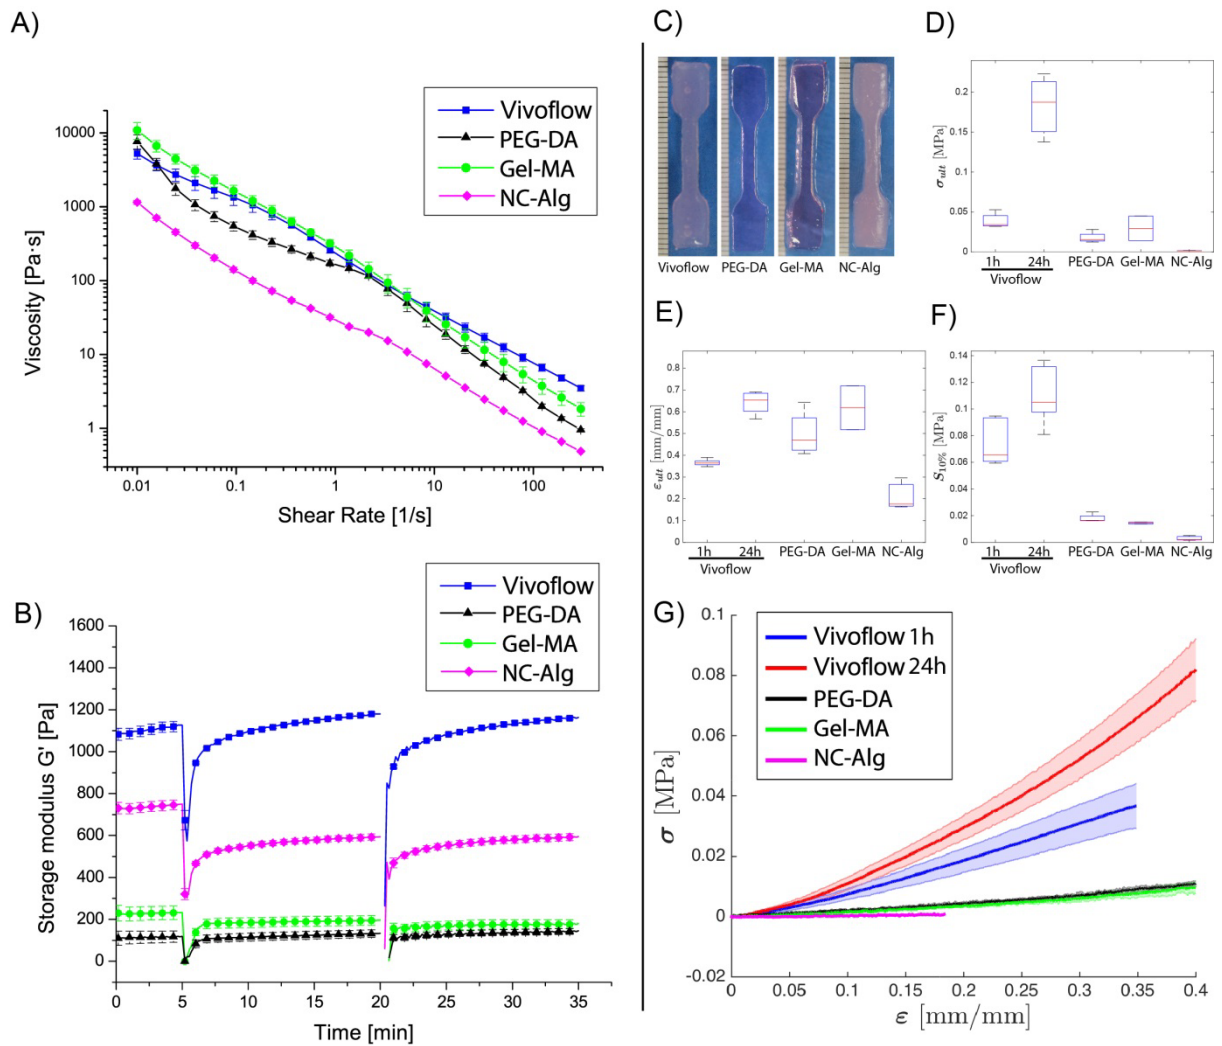 A)
Vivoflow
PEG-DA
Gel-MA
NC-Alg
Viscosity [Pa·s]
10000
1000
100
10
1
0.01
0.1
1
10
100
Shear Rate [1/s]
B)
Vivoflow
PEG-DA
Gel-MA
NC-Alg
Storage modulus G' [Pa]
1600
1400
1200
1000
800
600
400
200
0
0
5
10
15
20
25
30
35
Time [min]
C)
Vivoflow
PEG-DA
Gel-MA
NC-Alg
D)
σult [MPa]
0.2
0.15
0.1
0.05
0
1h
24h
PEG-DA
Gel-MA
NC-Alg
Vivoflow
E)
εult [mm/mm]
0.8
0.7
0.6
0.5
0.4
0.3
0.2
0.1
0
1h
24h
PEG-DA
Gel-MA
NC-Alg
Vivoflow
F)
S10% [MPa]
0.14
0.12
0.1
0.08
0.06
0.04
0.02
0
1h
24h
PEG-DA
Gel-MA
NC-Alg
Vivoflow
G)
Vivoflow 1h
Vivoflow 24h
PEG-DA
Gel-MA
NC-Alg
σ [MPa]
0.1
0.08
0.06
0.04
0.02
0
-0.02
0
0.05
0.1
0.15
0.2
0.25
0.3
0.35
0.4
ε [mm/mm]